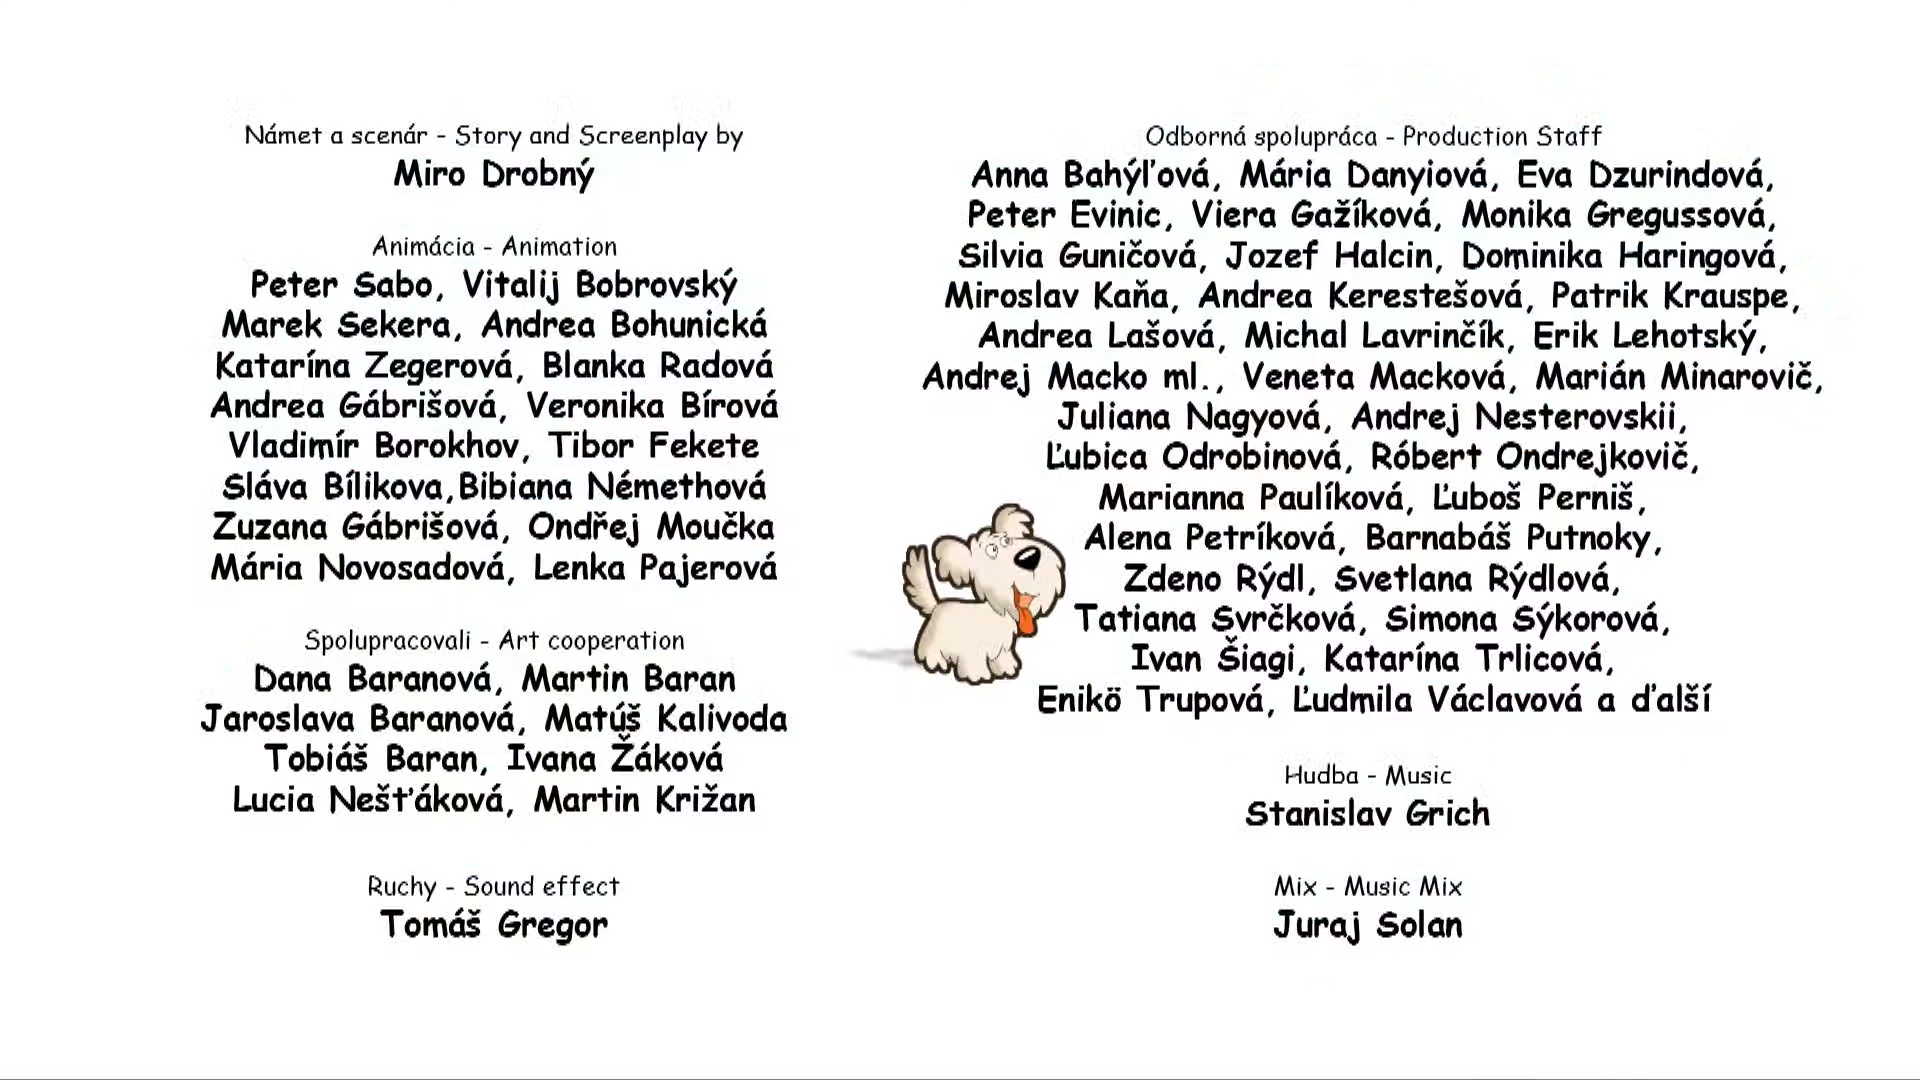 Námet a scenár - Story and Screenplay by
Miro Drobný
Animácia - Animation
Peter Sabo, Vitalij Bobrovský
Marek Sekera, Andrea Bohunická
Katarína Zegerová, Blanka Radová
Andrea Gábrišová, Veronika Bírová
Vladimír Borokhov, Tibor Fekete
Sláva Bílikova,Bibiana Némethová
Zuzana Gábrišová, Ondřej Moučka
Mária Novosadová, Lenka Pajerová
Spolupracovali - Art cooperation
Dana Baranová, Martin Baran
Jaroslava Baranová, Matúš Kalivoda
Tobiáš Baran, Ivana Žáková
Lucia Nešťáková, Martin Križan
Ruchy - Sound effect
Tomáš Gregor
Odborná spolupráca - Production Staff
Anna Bahýľová, Mária Danyiová, Eva Dzurindová,
Peter Evinic, Viera Gažíková, Monika Gregussová,
Silvia Guničová, Jozef Halcin, Dominika Haringová,
Miroslav Kaňa, Andrea Kerestešová, Patrik Krauspe,
Andrea Lašová, Michal Lavrinčík, Erik Lehotský,
Andrej Macko ml., Veneta Macková, Marián Minarovič,
Juliana Nagyová, Andrej Nesterovskii,
Ľubica Odrobinová, Róbert Ondrejkovič,
Marianna Paulíková, Ľuboš Perniš,
Alena Petríková, Barnabáš Putnoky,
Zdeno Rýdl, Svetlana Rýdlová,
Tatiana Svrčková, Simona Sýkorová,
Ivan Šiagi, Katarína Trlicová,
Enikö Trupová, Ľudmila Václavová a ďalší
Hudba - Music
Stanislav Grich
Mix - Music Mix
Juraj Solan